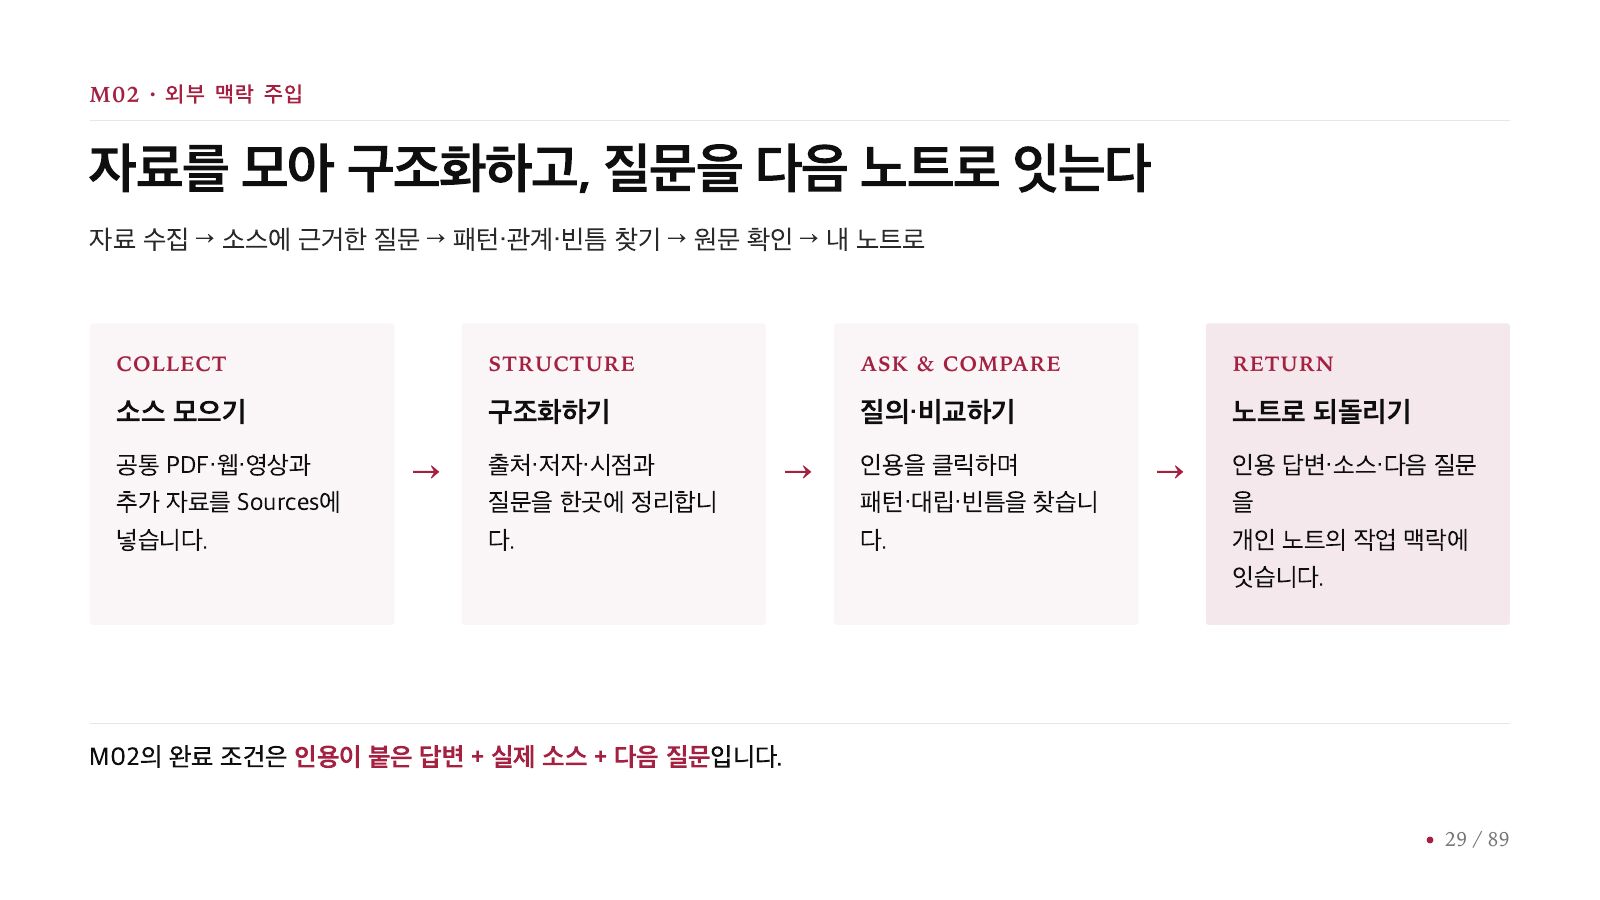 M02 · 외부 맥락 주입
자료를 모아 구조화하고, 질문을 다음 노트로 잇는다
자료 수집 → 소스에 근거한 질문 → 패턴·관계·빈틈 찾기 → 원문 확인 → 내 노트로
COLLECT
소스 모으기
공통 PDF·웹·영상과
추가 자료를 Sources에
넣습니다.
→
STRUCTURE
구조화하기
출처·저자·시점과
질문을 한곳에 정리합니
다.
→
ASK & COMPARE
질의·비교하기
인용을 클릭하며
패턴·대립·빈틈을 찾습니
다.
→
RETURN
노트로 되돌리기
인용 답변·소스·다음 질문
을
개인 노트의 작업 맥락에
잇습니다.
M02의 완료 조건은 인용이 붙은 답변 + 실제 소스 + 다음 질문입니다.
• 29 / 89